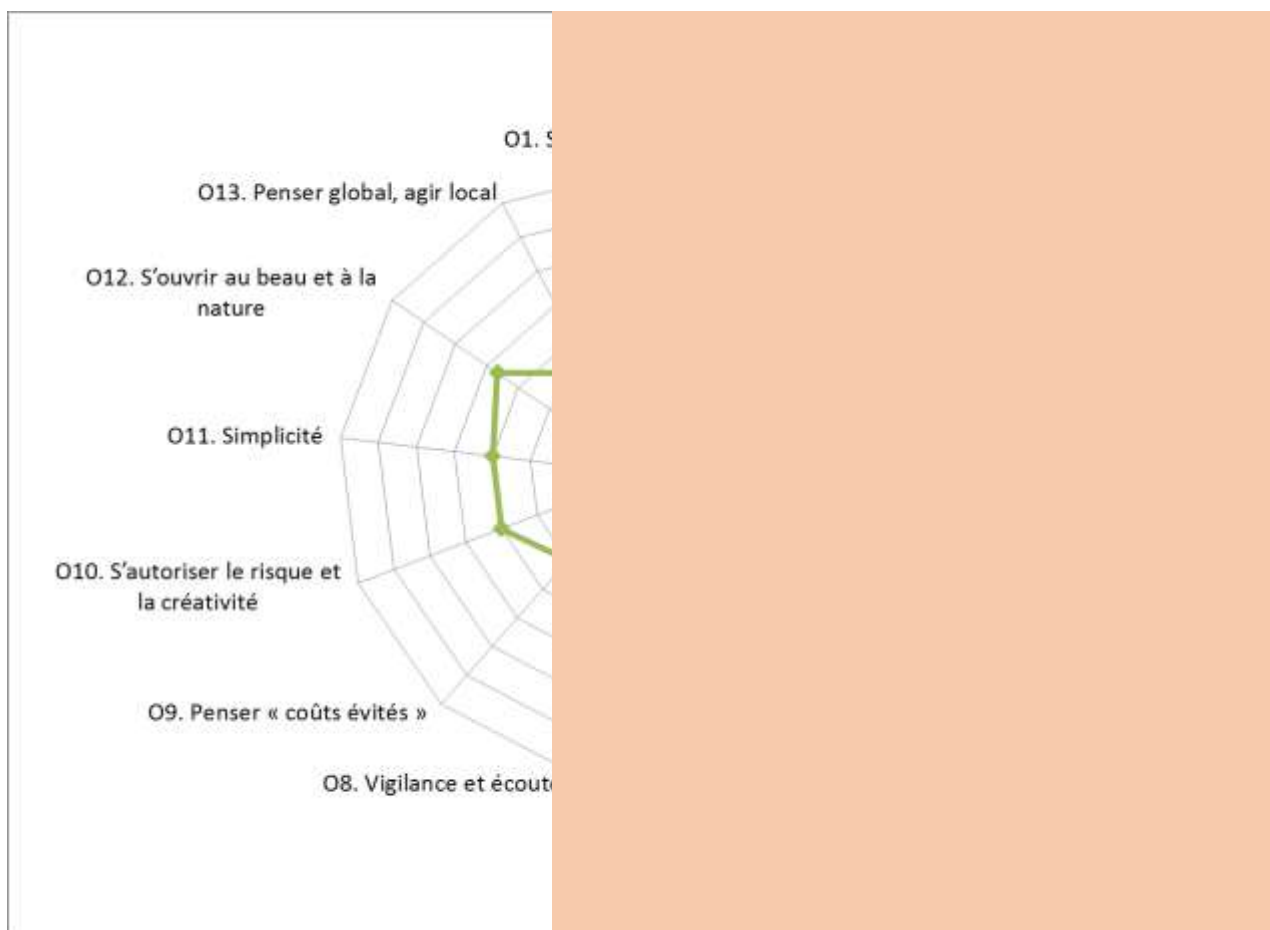 O1.
O13. Penser global, agir local
O12. S'ouvrir au beau et à la
nature
O11. Simplicité
O10. S'autoriser le risque et
la créativité
O9. Penser « coûts évités »
O8. Vigilance et écoute